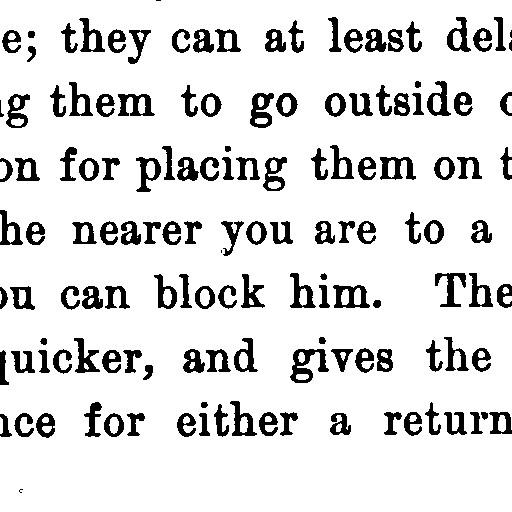 e; they can at least del
g them to go outside
on for placing them on t
he nearer you are to a
ou can block him. The
quicker, and gives the
nce for either a return